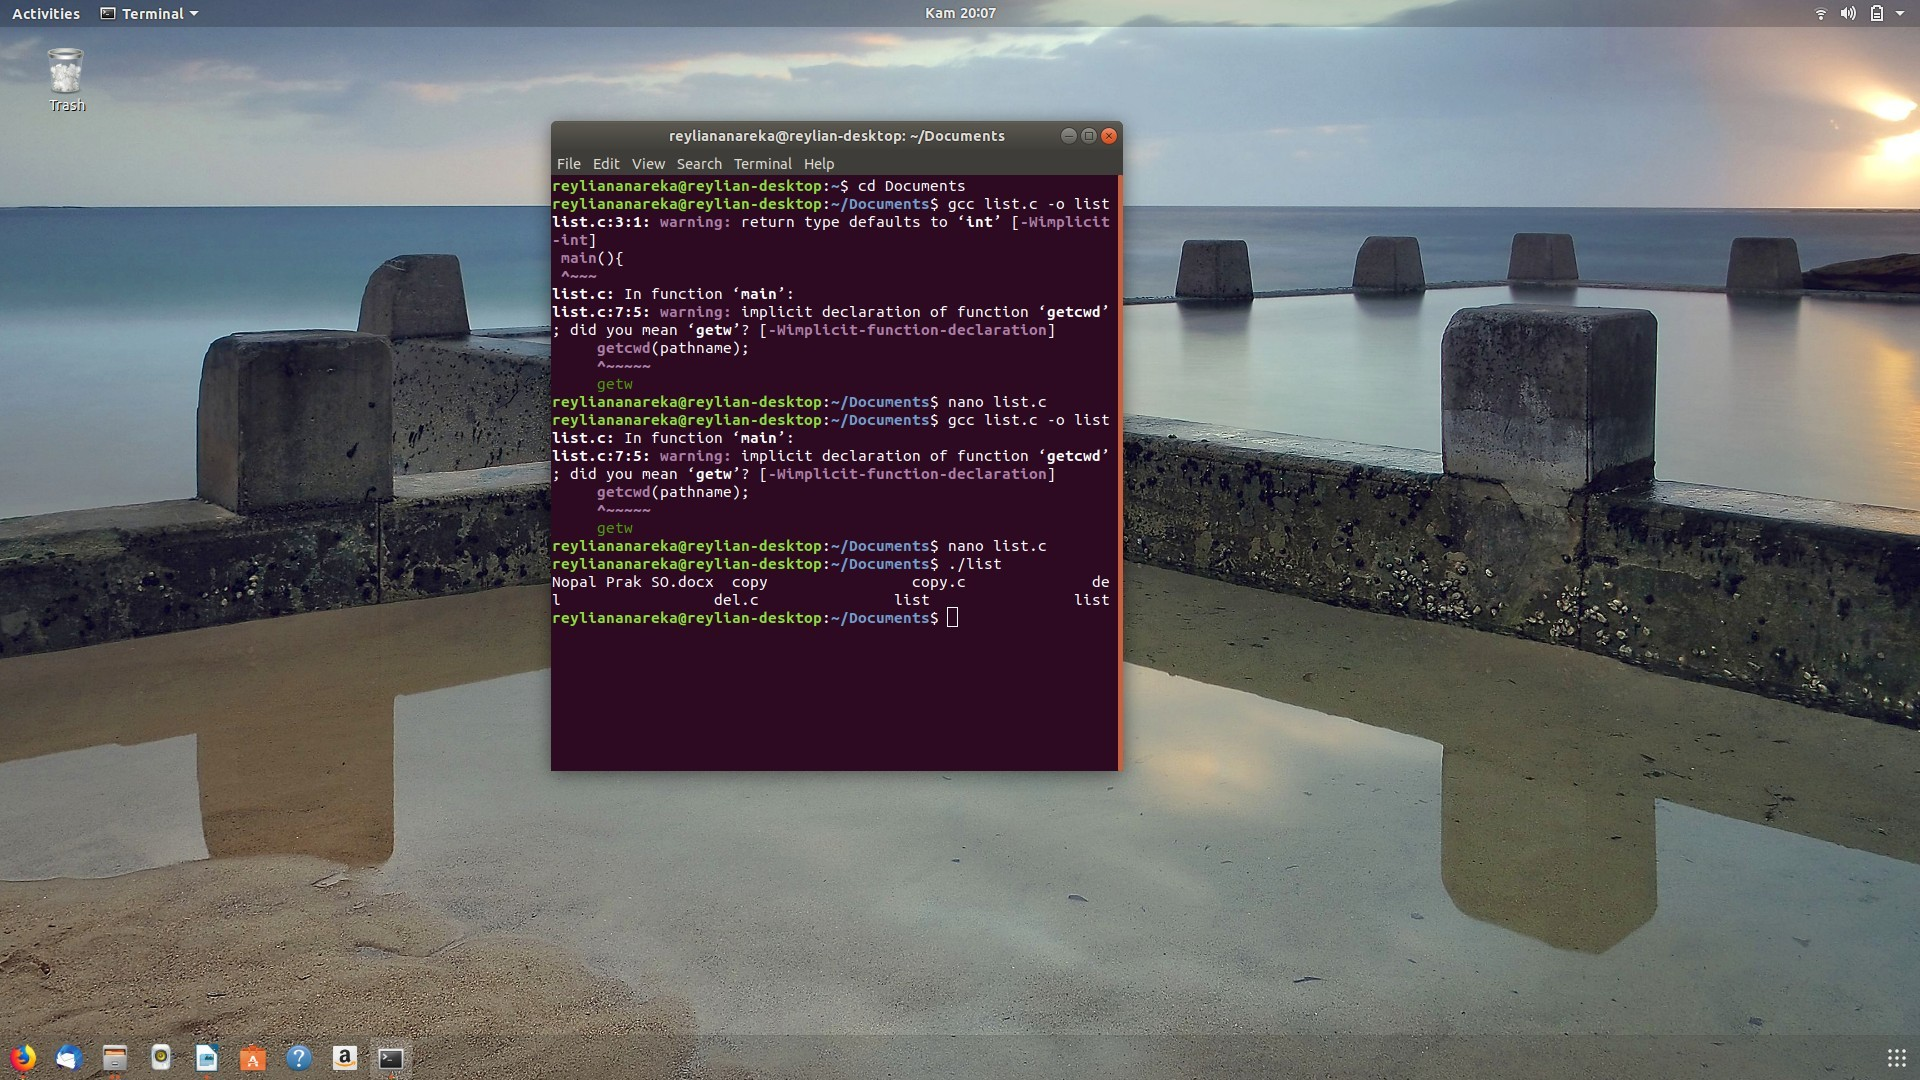 Activities Terminal Kam 20:07
Trash
reyliananareka@reylian-desktop: ~/Documents
File Edit View Search Terminal Help
reyliananareka@reylian-desktop:~$ cd Documents
reyliananareka@reylian-desktop:~/Documents$ gcc list.c -o list
list.c:3:1: warning: return type defaults to ‘int’ [-Wimplicit
-int]
main(){
^~~~
list.c: In function ‘main’:
list.c:7:5: warning: implicit declaration of function ‘getcwd’
; did you mean ‘getw’? [-Wimplicit-function-declaration]
getcwd(pathname);
^~~~~~
getw
reyliananareka@reylian-desktop:~/Documents$ nano list.c
reyliananareka@reylian-desktop:~/Documents$ gcc list.c -o list
list.c: In function ‘main’:
list.c:7:5: warning: implicit declaration of function ‘getcwd’
; did you mean ‘getw’? [-Wimplicit-function-declaration]
getcwd(pathname);
^~~~~~
getw
reyliananareka@reylian-desktop:~/Documents$ nano list.c
reyliananareka@reylian-desktop:~/Documents$ ./list
Nopal Prak SO.docx copy copy.c de
l del.c list list
reyliananareka@reylian-desktop:~/Documents$